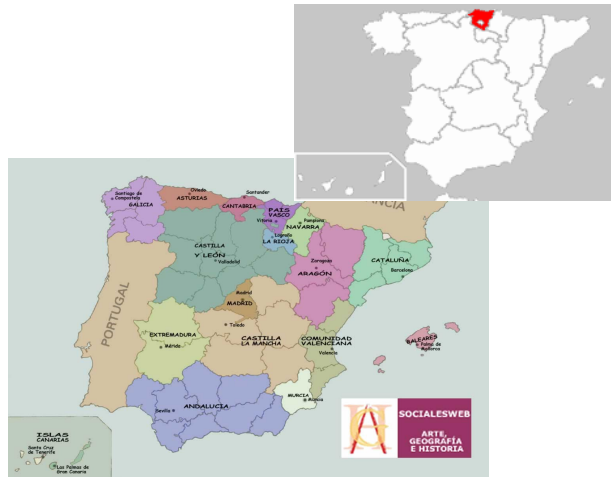 ANCIA
Oviedo
ASTURIAS
Santander
CANTABRIA
Santiago de
Compostela
GALICIA
PAIS
VASCO
Vitoria
Pamplona
NAVARRA
Logroño
LA RIOJA
CASTILLA
Y LEÓN
Valladolid
Zaragoza
ARAGÓN
CATALUÑA
Barcelona
PORTUGAL
Madrid
MADRID
Toledo
EXTREMADURA
Mérida
CASTILLA
LA MANCHA
COMUNIDAD
VALENCIANA
Valencia
BALEARES
Palma de
Mallorca
MURCIA
Murcia
Sevilla
ANDALUCIA
ISLAS
CANARIAS
Santa Cruz
de Tenerife
Las Palmas de
Gran Canaria
H
SOCIALESWEB
ARTE,
GEOGRAFÍA
E HISTORIA